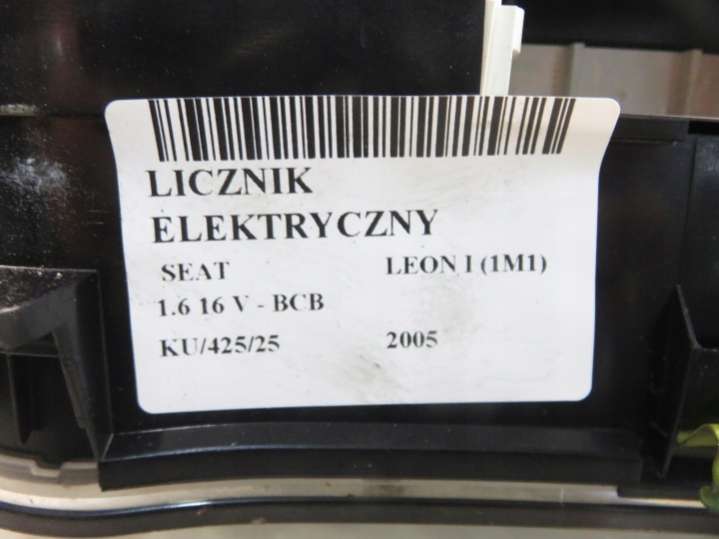 LICZNIK
ELEKTRYCZNY
SEAT LEON I (1M1)
1.6 16 V - BCB
KU/425/25 2005